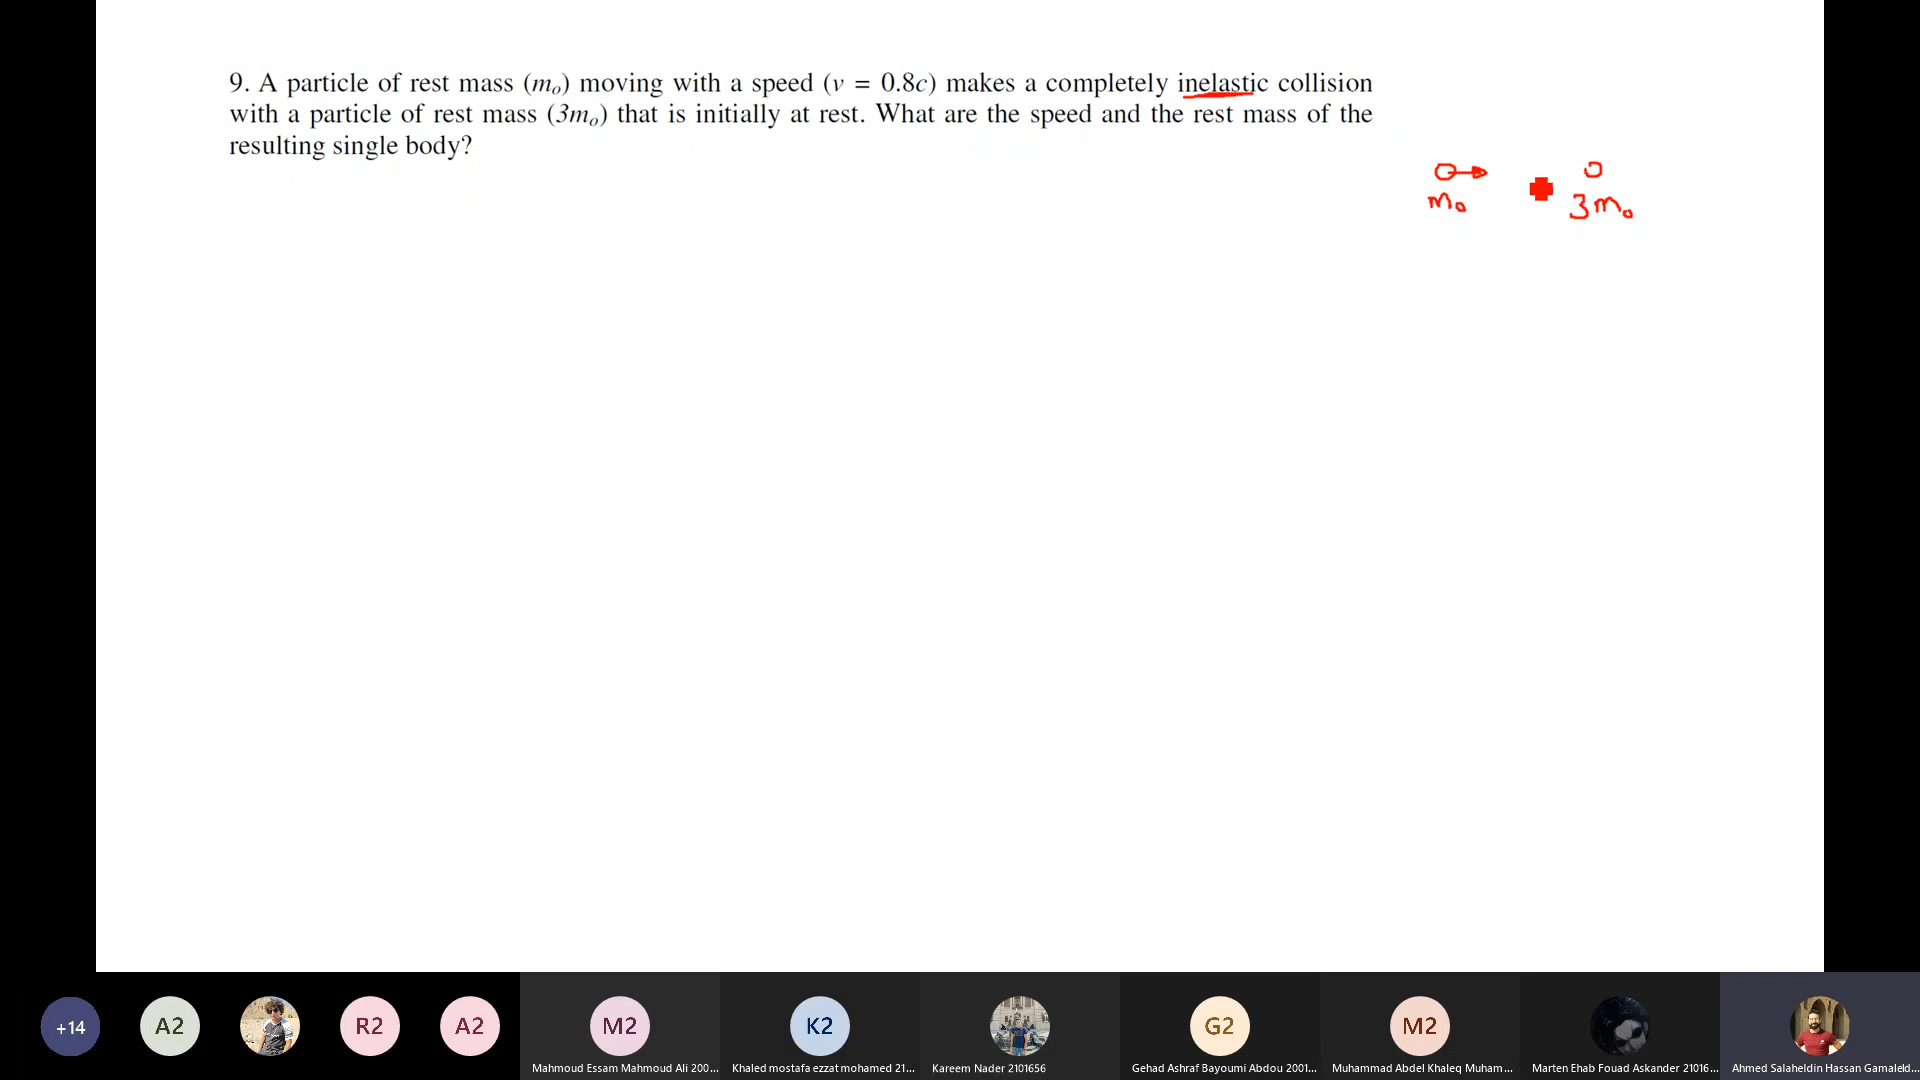 9. A particle of rest mass (mₒ) moving with a speed (v = 0.8c) makes a completely inelastic collision
with a particle of rest mass (3mₒ) that is initially at rest. What are the speed and the rest mass of the
resulting single body?
m₀
3m₀
+14
A2
R2
A2
M2
K2
G2
M2
Mahmoud Essam Mahmoud Ali 200...
Khaled mostafa ezzat mohamed 21...
Kareem Nader 2101656
Gehad Ashraf Bayoumi Abdou 2001...
Muhammad Abdel Khaleq Muham...
Marten Ehab Fouad Askander 21016...
Ahmed Salaheldin Hassan Gamaleld...